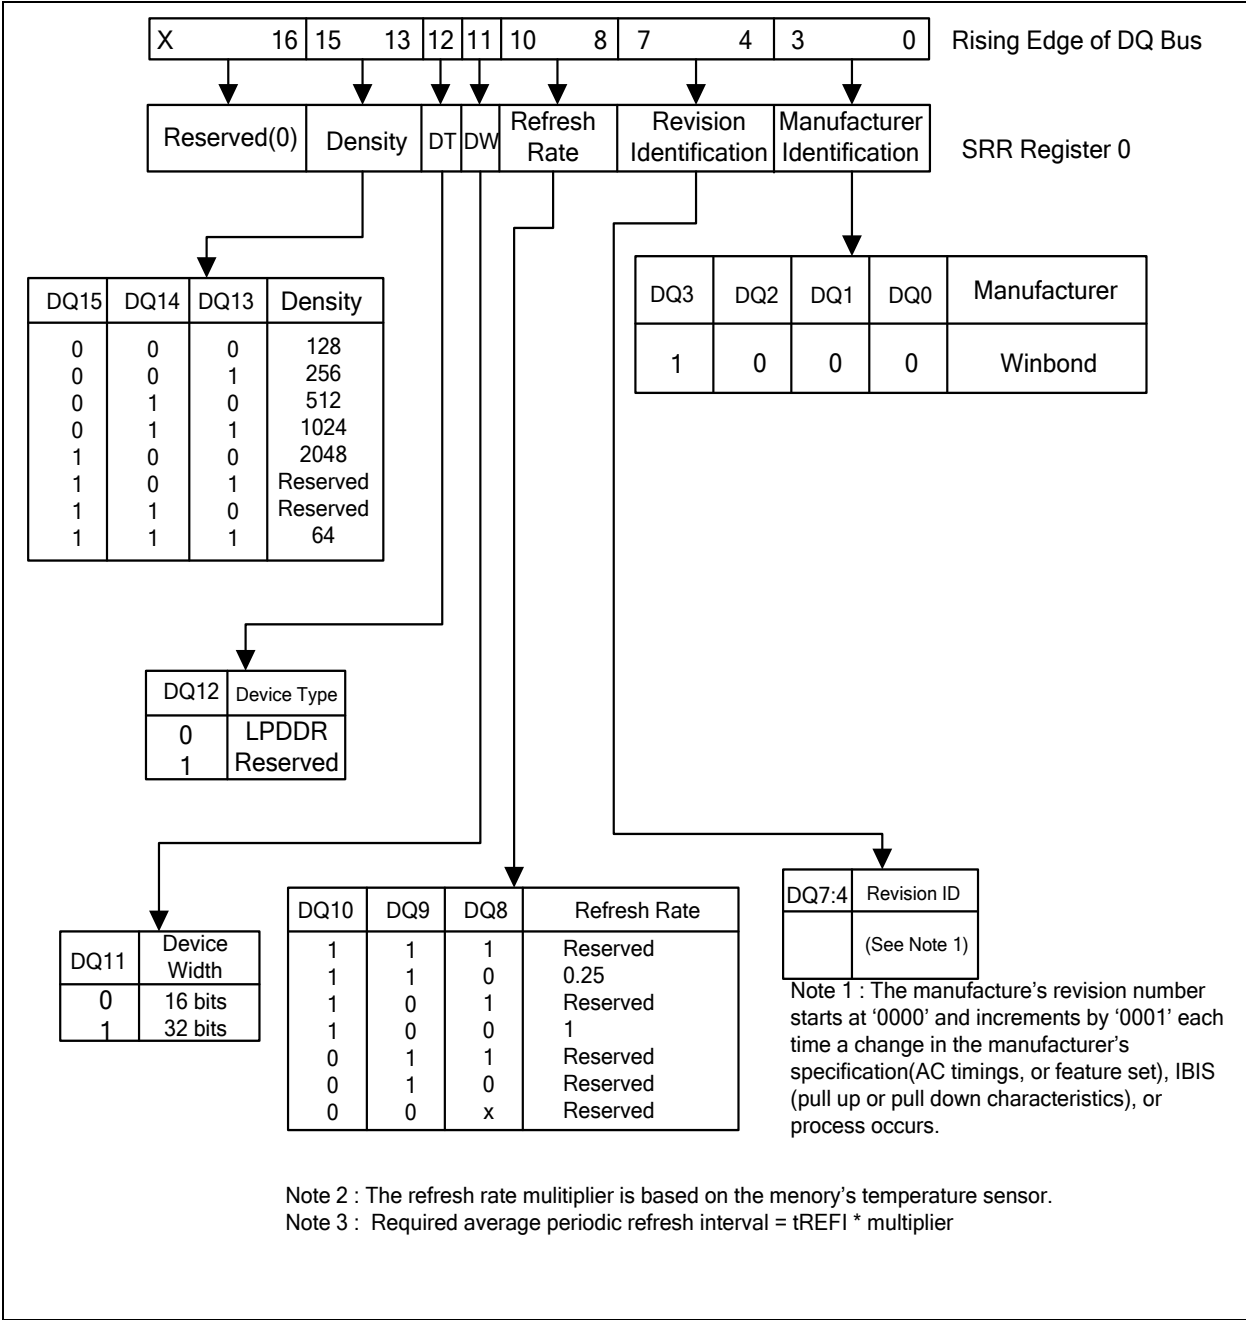 X 16 15 13 12 11 10 8 7 4 3 0 Rising Edge of DQ Bus
Reserved(0) Density DT DW Refresh Rate Revision Identification Manufacturer Identification SRR Register 0
DQ15 DQ14 DQ13 Density
0 0 0 128
0 0 1 256
0 1 0 512
0 1 1 1024
1 0 0 2048
1 0 1 Reserved
1 1 0 Reserved
1 1 1 64
DQ3 DQ2 DQ1 DQ0 Manufacturer
1 0 0 0 Winbond
DQ12 Device Type
0 LPDDR
1 Reserved
DQ11 Device Width
0 16 bits
1 32 bits
DQ10 DQ9 DQ8 Refresh Rate
1 1 1 Reserved
1 1 0 0.25
1 0 1 Reserved
1 0 0 1
0 1 1 Reserved
0 1 0 Reserved
0 0 x Reserved
DQ7:4 Revision ID
(See Note 1)
Note 1 : The manufacture’s revision number
starts at ‘0000’ and increments by ‘0001’ each
time a change in the manufacturer’s
specification(AC timings, or feature set), IBIS
(pull up or pull down characteristics), or
process occurs.
Note 2 : The refresh rate mulitiplier is based on the menory’s temperature sensor.
Note 3 : Required average periodic refresh interval = tREFI * multiplier